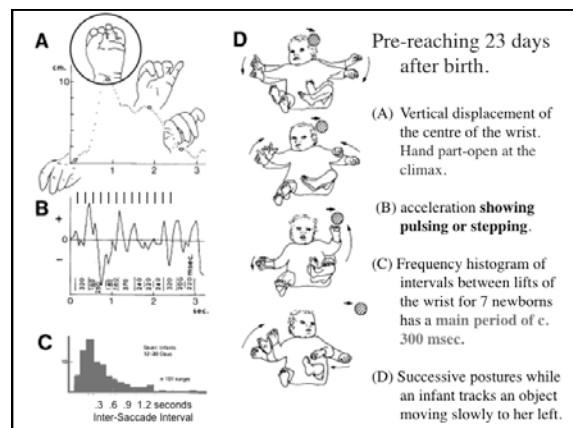 A
cm.
10
1
2
3
B
+
0
−
1
2
3
sec.
msec.
C
.3 .6 .9 1.2 seconds
Inter-Saccade Interval
D
Pre-reaching 23 days
after birth.
(A) Vertical displacement of
the centre of the wrist.
Hand part-open at the
climax.
(B) acceleration showing
pulsing or stepping.
(C) Frequency histogram of
intervals between lifts of
the wrist for 7 newborns
has a main period of c.
300 msec.
(D) Successive postures while
an infant tracks an object
moving slowly to her left.